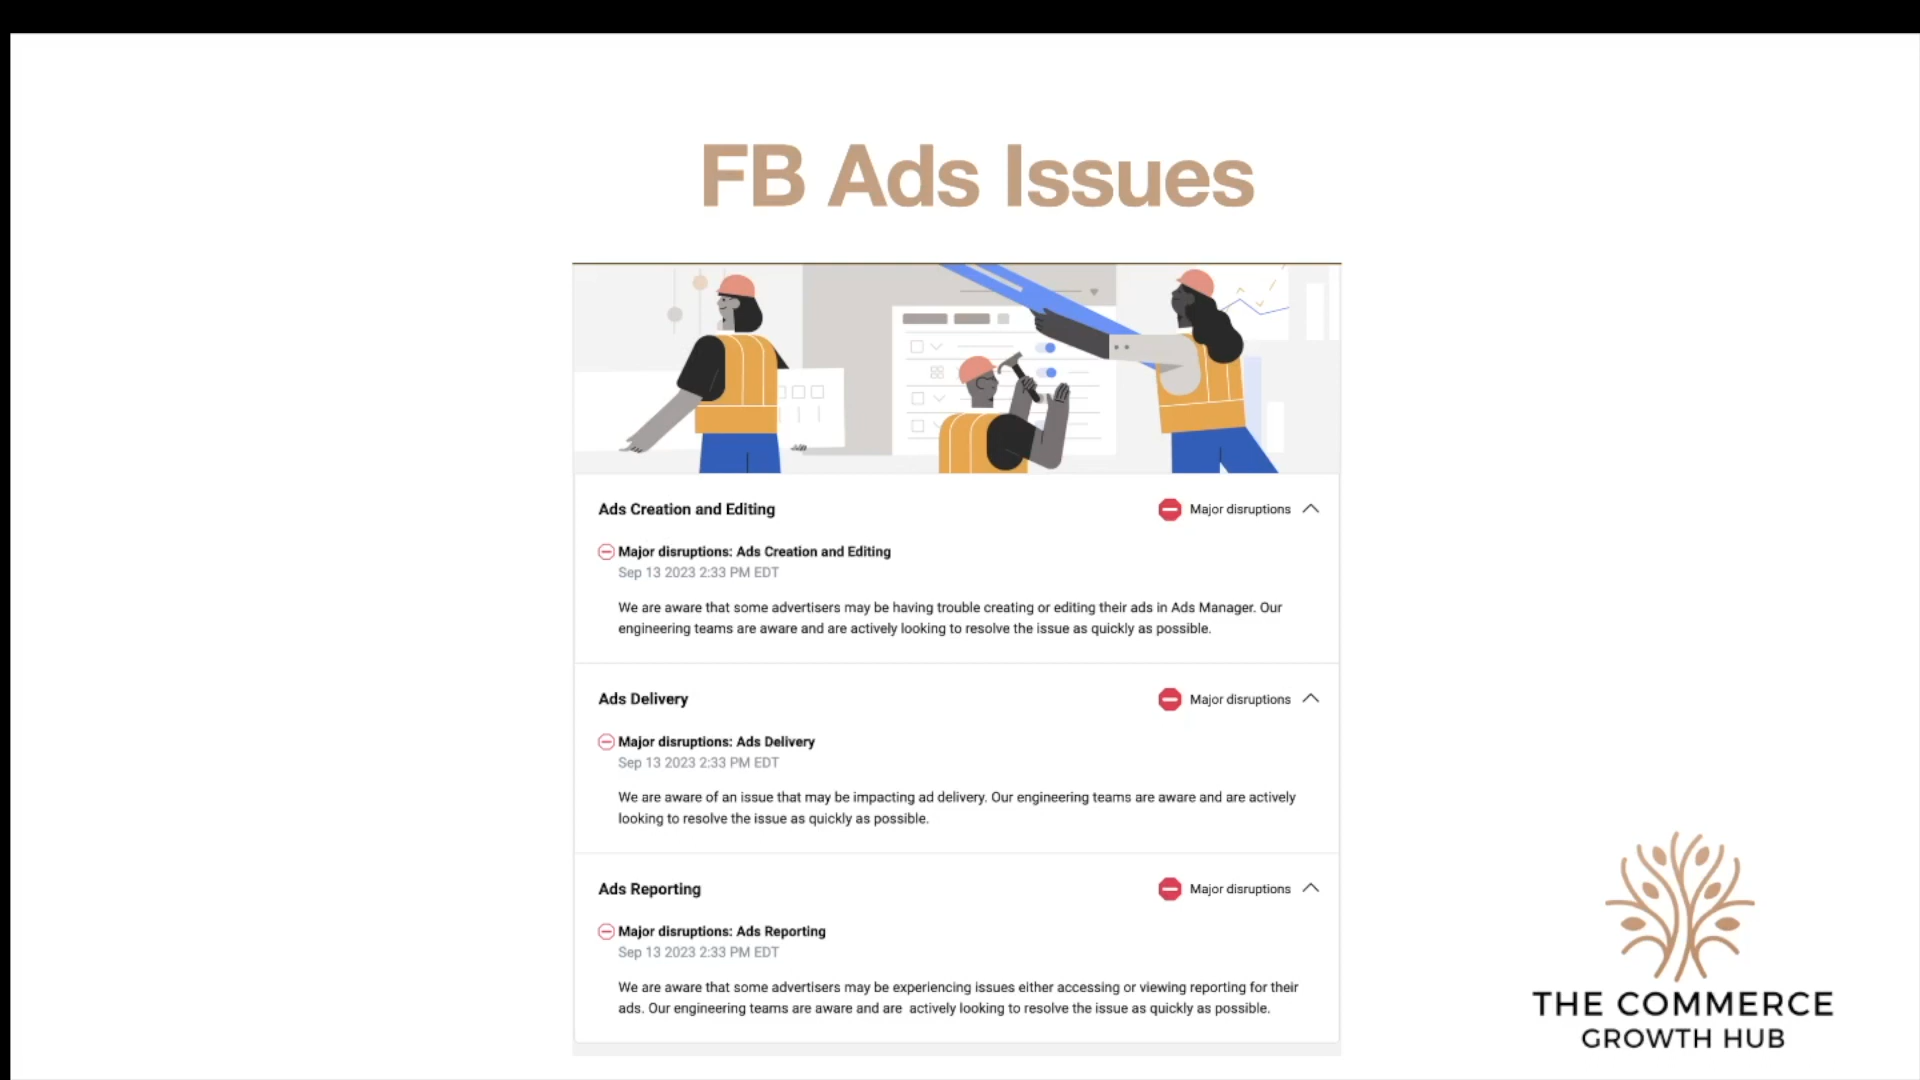 FB Ads Issues
Ads Creation and Editing
Major disruptions
Major disruptions: Ads Creation and Editing
Sep 13 2023 2:33 PM EDT
We are aware that some advertisers may be having trouble creating or editing their ads in Ads Manager. Our
engineering teams are aware and are actively looking to resolve the issue as quickly as possible.
Ads Delivery
Major disruptions
Major disruptions: Ads Delivery
Sep 13 2023 2:33 PM EDT
We are aware of an issue that may be impacting ad delivery. Our engineering teams are aware and are actively
looking to resolve the issue as quickly as possible.
Ads Reporting
Major disruptions
Major disruptions: Ads Reporting
Sep 13 2023 2:33 PM EDT
We are aware that some advertisers may be experiencing issues either accessing or viewing reporting for their
ads. Our engineering teams are aware and are  actively looking to resolve the issue as quickly as possible.
THE COMMERCE
GROWTH HUB